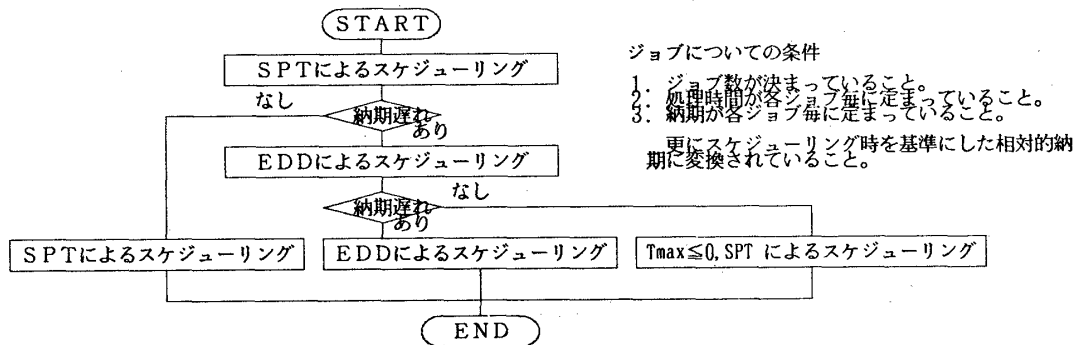 START
SPTによるスケジューリング
なし
納期遅れ
あり
EDDによるスケジューリング
なし
納期遅れ
あり
SPTによるスケジューリング
EDDによるスケジューリング
Tmax≦0,SPT によるスケジューリング
END
ジョブについての条件
1. ジョブ数が決まっていること。
2. 処理時間が各ジョブ毎に定まっていること。
3. 納期が各ジョブ毎に定まっていること。
更にスケジューリング時を基準にした相対的納
期に変換されていること。